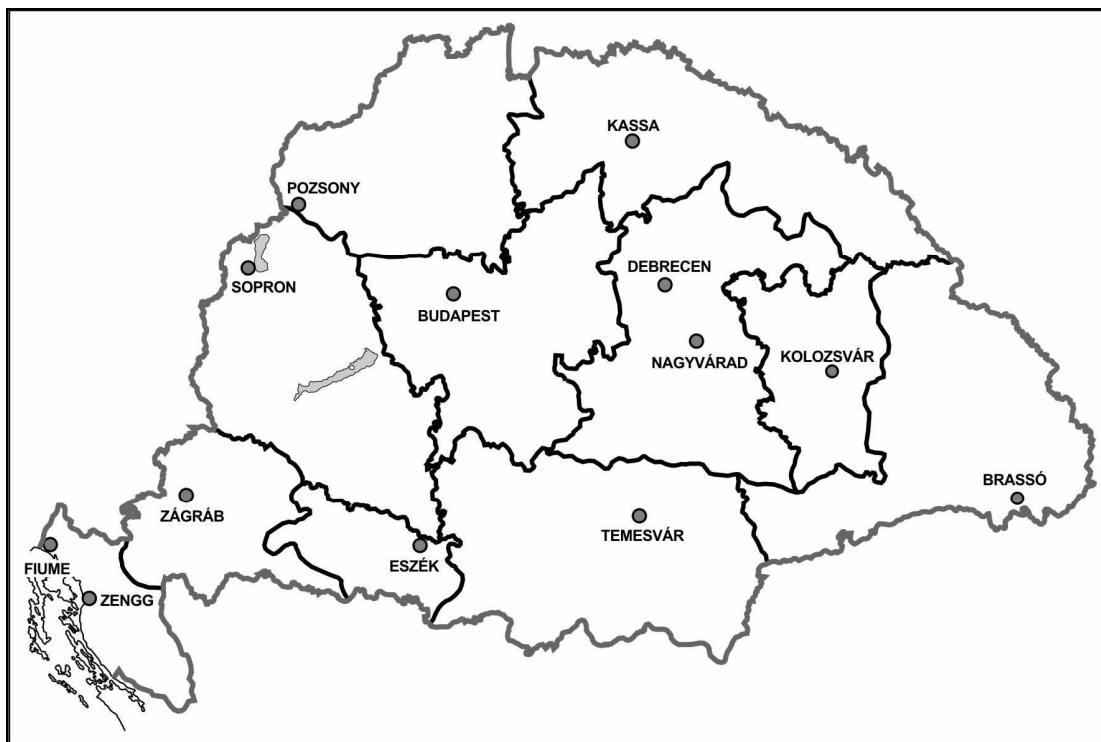 KASSA
POZSONY
DEBRECEN
SOPRON
BUDAPEST
KOLOZSVÁR
NAGYVÁRAD
BRASSÓ
ZÁGRÁB
TEMESVÁR
ESZÉK
FIUME
ZENGG